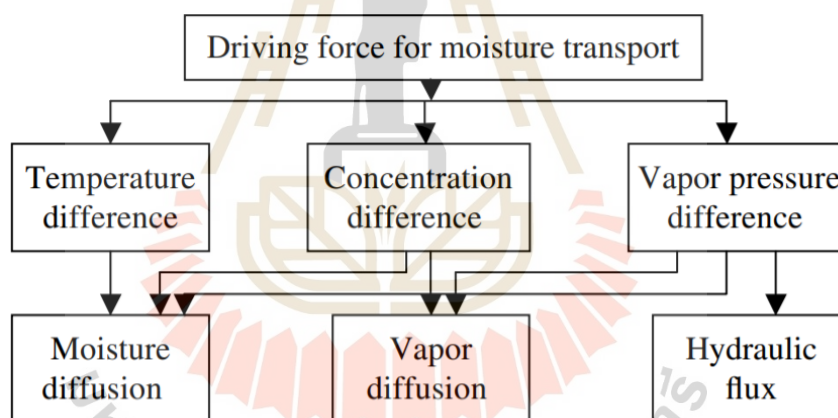 Driving force for moisture transport
Temperature
difference
Concentration
difference
Vapor pressure
difference
Moisture
diffusion
Vapor
diffusion
Hydraulic
flux